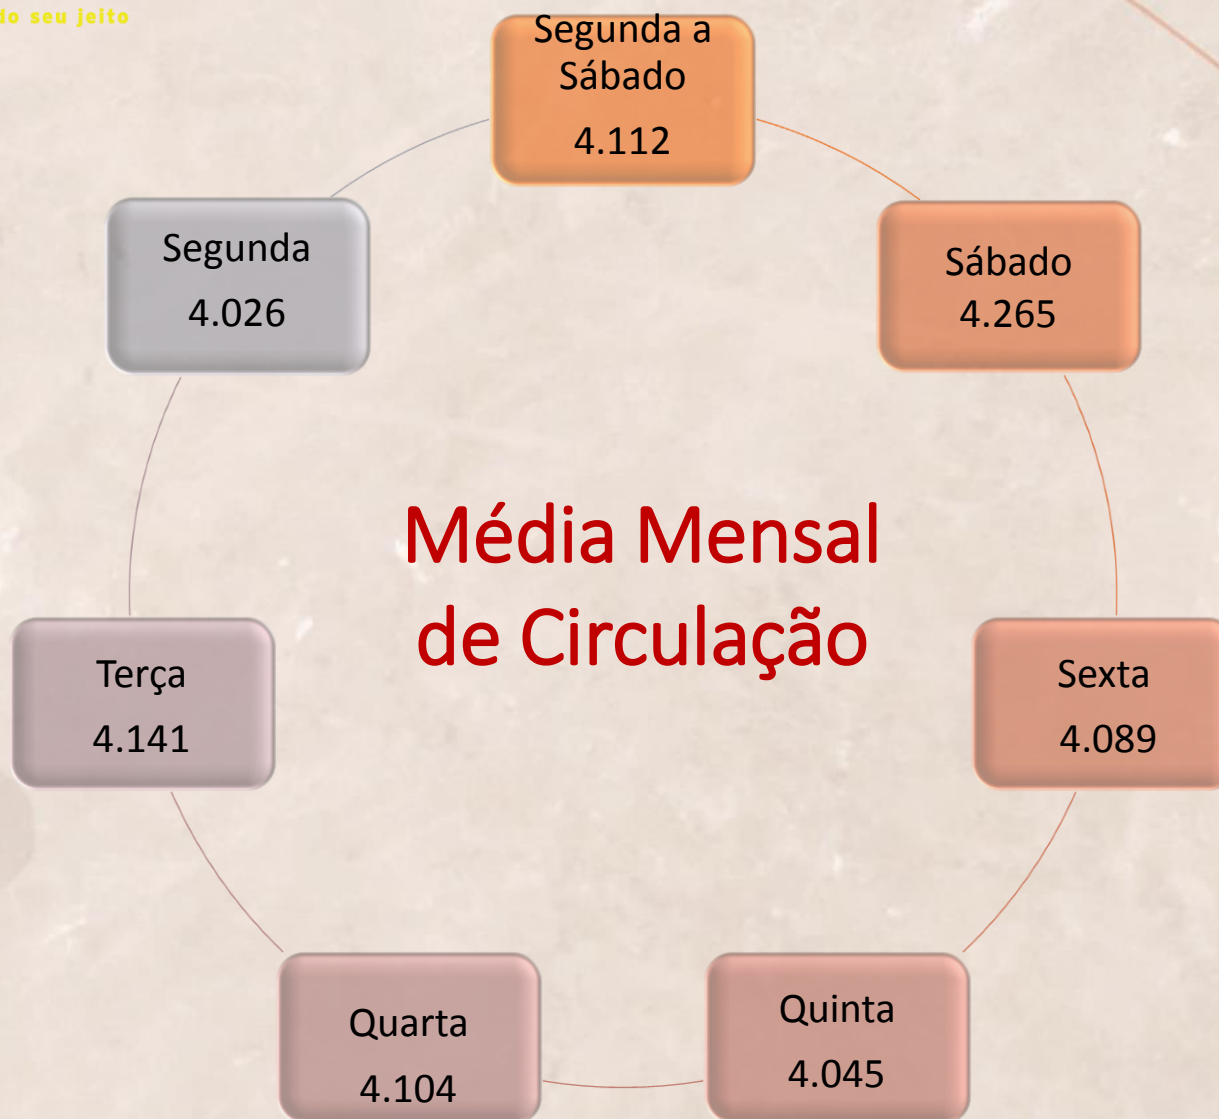 do seu jeito
Segunda a
Sábado
4.112
Segunda
4.026
Sábado
4.265
Média Mensal
de Circulação
Terça
4.141
Sexta
4.089
Quarta
4.104
Quinta
4.045